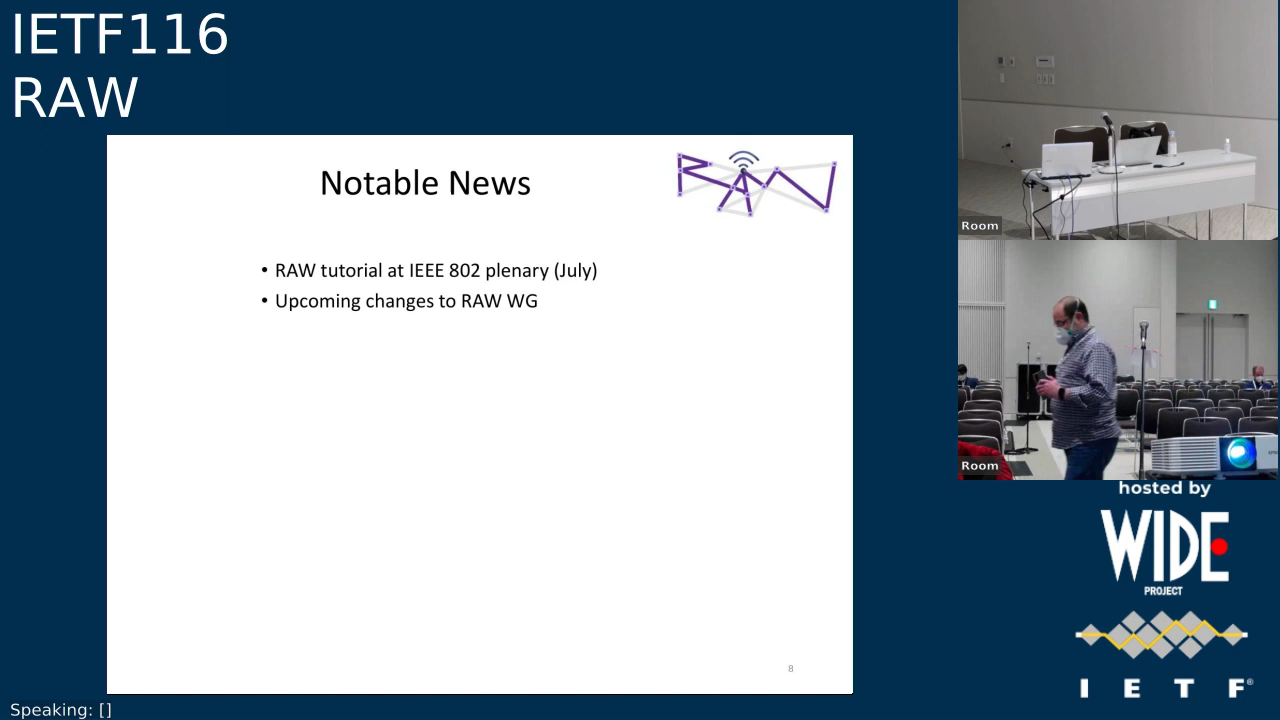 IETF116
RAW
Notable News
RAW
• RAW tutorial at IEEE 802 plenary (July)
• Upcoming changes to RAW WG
8
Room
Room
hosted by
WIDE
PROJECT
I E T F®
Speaking: []